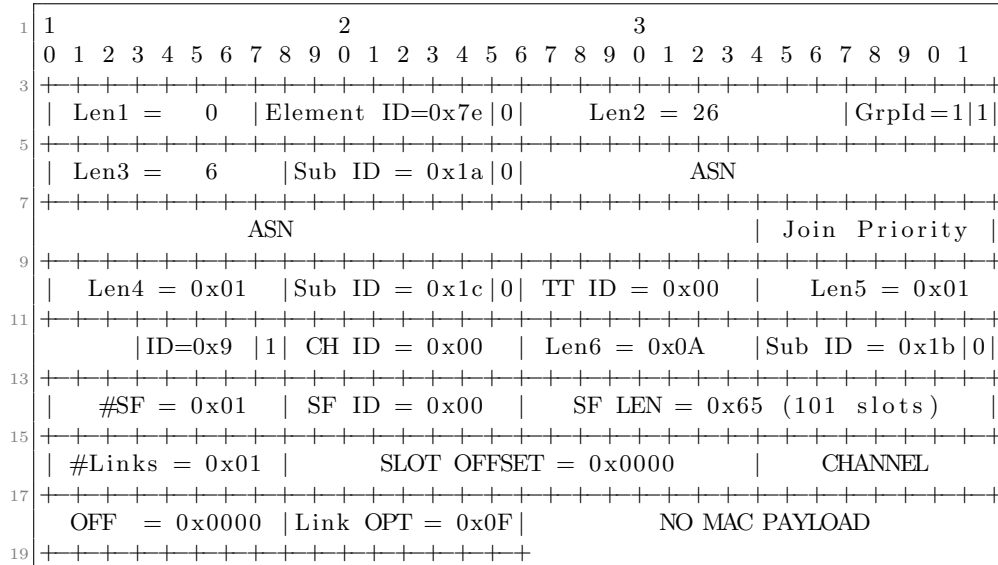 1 1 2 3
0 1 2 3 4 5 6 7 8 9 0 1 2 3 4 5 6 7 8 9 0 1 2 3 4 5 6 7 8 9 0 1
3 +-+-+-+-+-+-+-+-+-+-+-+-+-+-+-+-+-+-+-+-+-+-+-+-+-+-+-+-+-+-+-+-+
| Len1 = 0 |Element ID=0x7e|0| Len2 = 26 |GrpId=1|1|
5 +-+-+-+-+-+-+-+-+-+-+-+-+-+-+-+-+-+-+-+-+-+-+-+-+-+-+-+-+-+-+-+-+
| Len3 = 6 |Sub ID = 0x1a|0| ASN
7 +-+-+-+-+-+-+-+-+-+-+-+-+-+-+-+-+-+-+-+-+-+-+-+-+-+-+-+-+-+-+-+-+
ASN | Join Priority |
9 +-+-+-+-+-+-+-+-+-+-+-+-+-+-+-+-+-+-+-+-+-+-+-+-+-+-+-+-+-+-+-+-+
| Len4 = 0x01 |Sub ID = 0x1c|0| TT ID = 0x00 | Len5 = 0x01
11 +-+-+-+-+-+-+-+-+-+-+-+-+-+-+-+-+-+-+-+-+-+-+-+-+-+-+-+-+-+-+-+-+
|ID=0x9 |1| CH ID = 0x00 | Len6 = 0x0A |Sub ID = 0x1b|0|
13 +-+-+-+-+-+-+-+-+-+-+-+-+-+-+-+-+-+-+-+-+-+-+-+-+-+-+-+-+-+-+-+-+
| #SF = 0x01 | SF ID = 0x00 | SF LEN = 0x65 (101 slots) |
15 +-+-+-+-+-+-+-+-+-+-+-+-+-+-+-+-+-+-+-+-+-+-+-+-+-+-+-+-+-+-+-+-+
| #Links = 0x01 | SLOT OFFSET = 0x0000 | CHANNEL
17 +-+-+-+-+-+-+-+-+-+-+-+-+-+-+-+-+-+-+-+-+-+-+-+-+-+-+-+-+-+-+-+-+
OFF = 0x0000 |Link OPT = 0x0F| NO MAC PAYLOAD
19 +-+-+-+-+-+-+-+-+-+-+-+-+-+-+-+-+